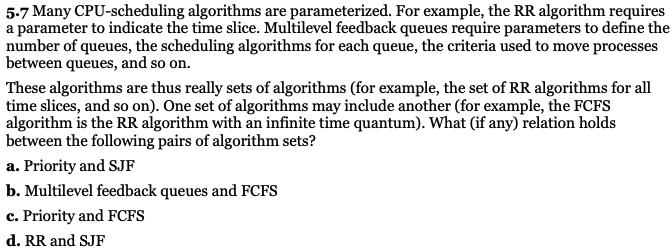 5.7 Many CPU-scheduling algorithms are parameterized. For example, the RR algorithm requires
a parameter to indicate the time slice. Multilevel feedback queues require parameters to define the
number of queues, the scheduling algorithms for each queue, the criteria used to move processes
between queues, and so on.
These algorithms are thus really sets of algorithms (for example, the set of RR algorithms for all
time slices, and so on). One set of algorithms may include another (for example, the FCFS
algorithm is the RR algorithm with an infinite time quantum). What (if any) relation holds
between the following pairs of algorithm sets?
a. Priority and SJF
b. Multilevel feedback queues and FCFS
c. Priority and FCFS
d. RR and SJF